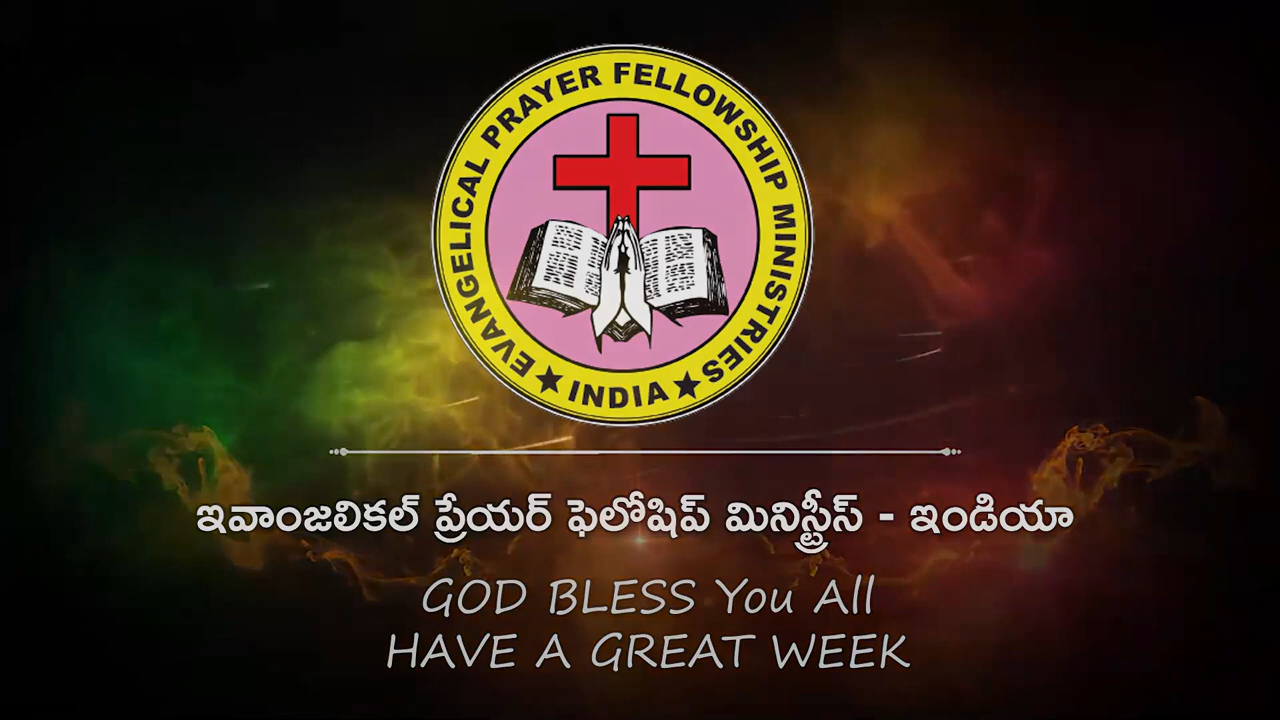 EVANGELICAL PRAYER FELLOWSHIP MINISTRIES
★ INDIA ★
ఇవాంజలికల్ ప్రేయర్ ఫెలోషిప్ మినిస్ట్రీస్ - ఇండియా
GOD BLESS You All
HAVE A GREAT WEEK